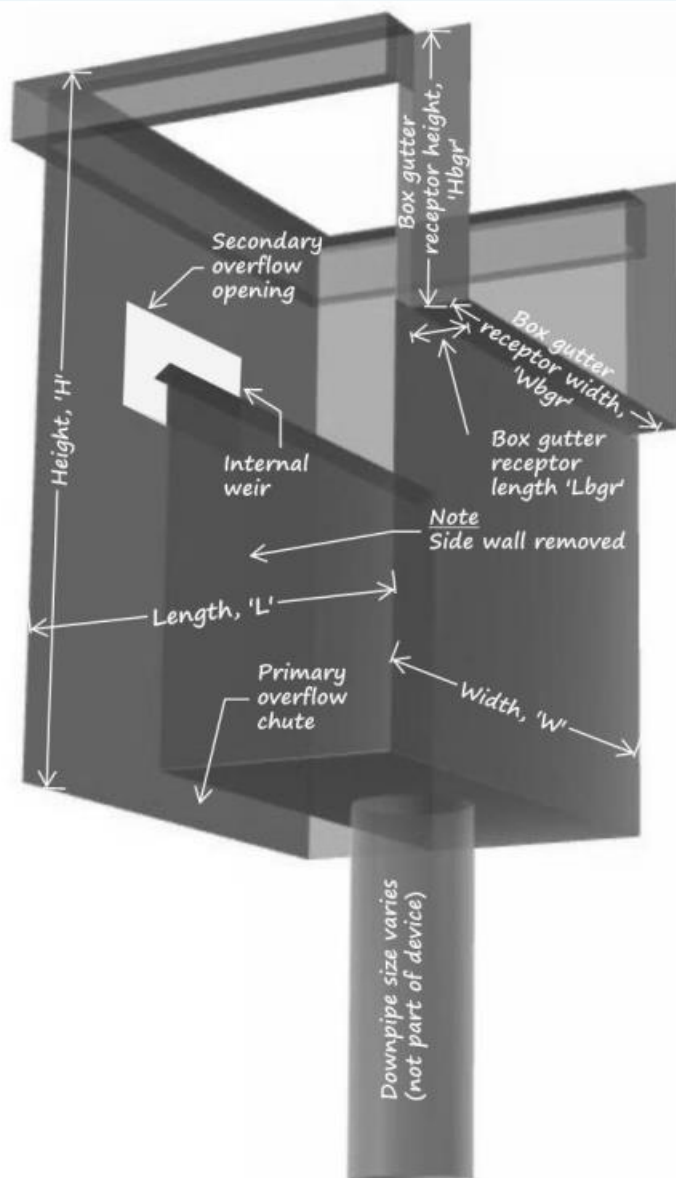 Box gutter
receptor height,
'Hbgr'
Secondary
overflow
opening
Height, 'H'
Box gutter
receptor width,
'Wbgr'
Internal
weir
Box gutter
receptor
length 'Lbgr'
Note
Side wall removed
Length, 'L'
Primary
overflow
chute
Width, 'W'
Downpipe size varies
(not part of device)